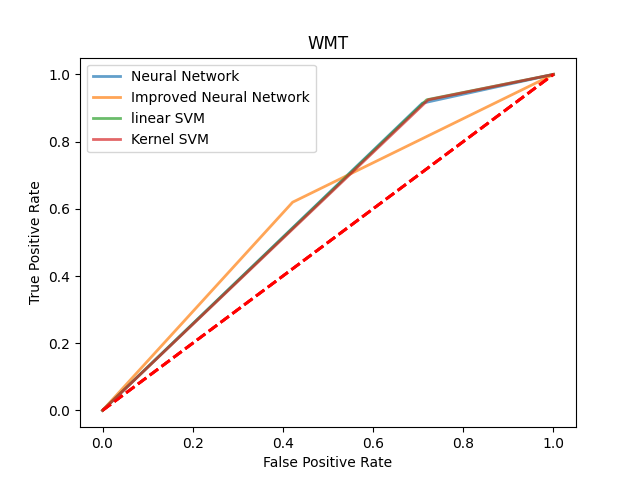 WMT
Neural Network
Improved Neural Network
linear SVM
Kernel SVM
1.0
0.8
0.6
0.4
0.2
0.0
True Positive Rate
0.0 0.2 0.4 0.6 0.8 1.0
False Positive Rate